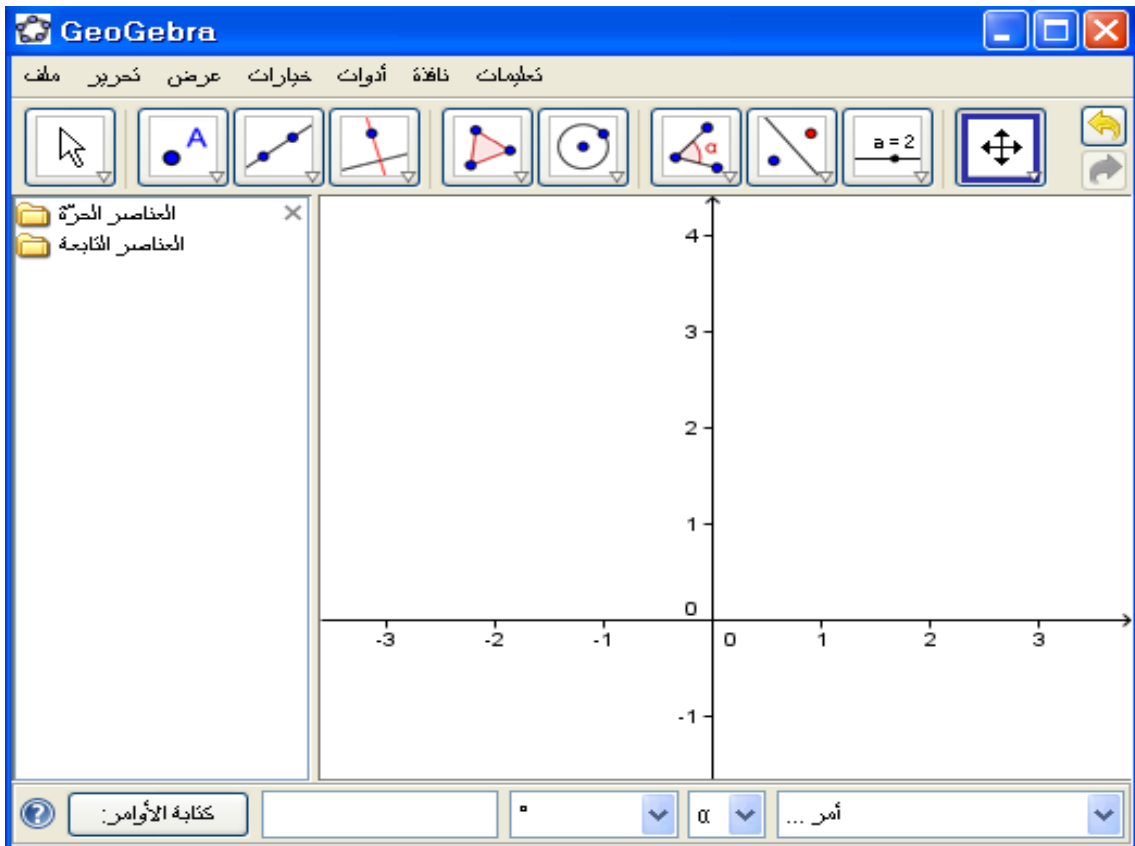 GeoGebra
ملف تحرير عرض خيارات أدوات نافذة تعليمات
A
α
a = 2
العناصر الحرّة
العناصر التابعة
4
3
2
1
0
-3 -2 -1 0 1 2 3
-1
كتابة الأوامر:
°
α
أمر ...